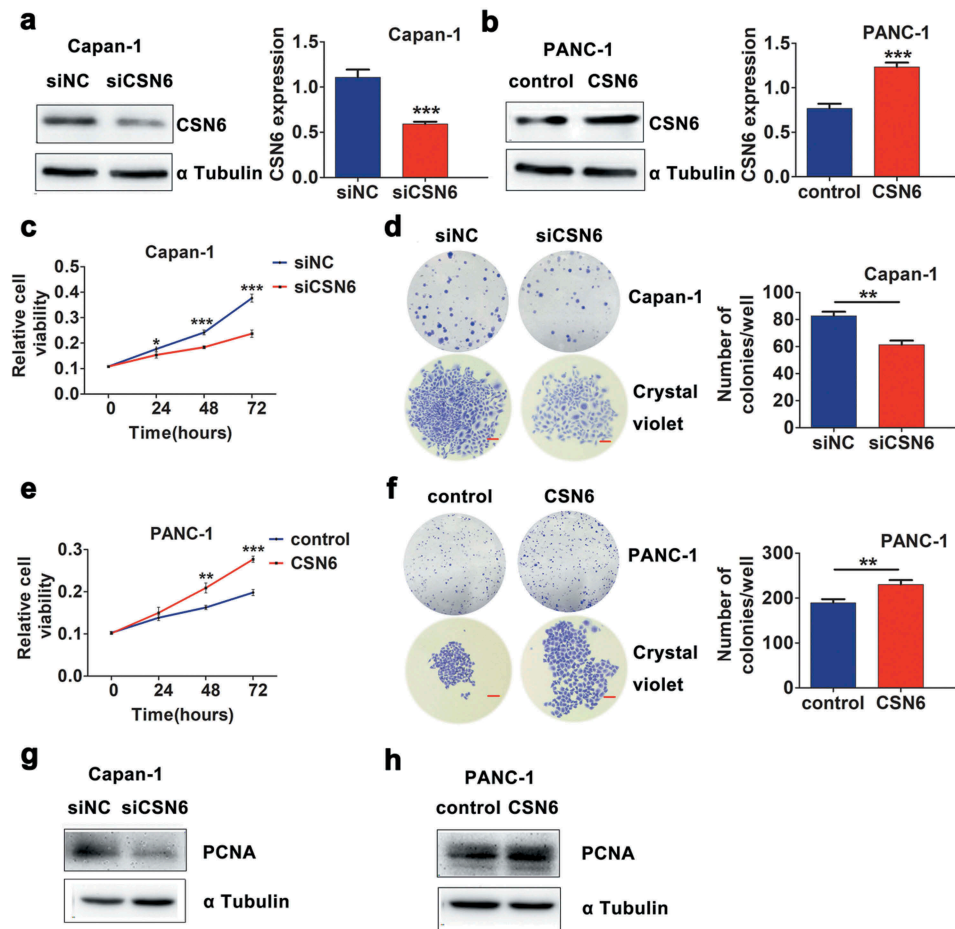 a
Capan-1
siNC siCSN6
CSN6
α Tubulin
CSN6 expression
1.5
1.0
0.5
0.0
Capan-1
***
siNC siCSN6
b
PANC-1
control CSN6
CSN6
α Tubulin
CSN6 expression
1.5
1.0
0.5
0.0
PANC-1
***
control CSN6
c
Capan-1
siNC
siCSN6
Relative cell
viability
0.5
0.4
0.3
0.2
0.1
0.0
* *** ***
0 24 48 72
Time(hours)
d
siNC siCSN6
Capan-1
Crystal
violet
Number of
colonies/well
100
80
60
40
20
0
Capan-1
**
siNC siCSN6
e
PANC-1
control
CSN6
Relative cell
viability
0.3
0.2
0.1
0.0
** ***
0 24 48 72
Time(hours)
f
control CSN6
PANC-1
Crystal
violet
Number of
colonies/well
300
200
100
0
PANC-1
**
control CSN6
g
Capan-1
siNC siCSN6
PCNA
α Tubulin
h
PANC-1
control CSN6
PCNA
α Tubulin